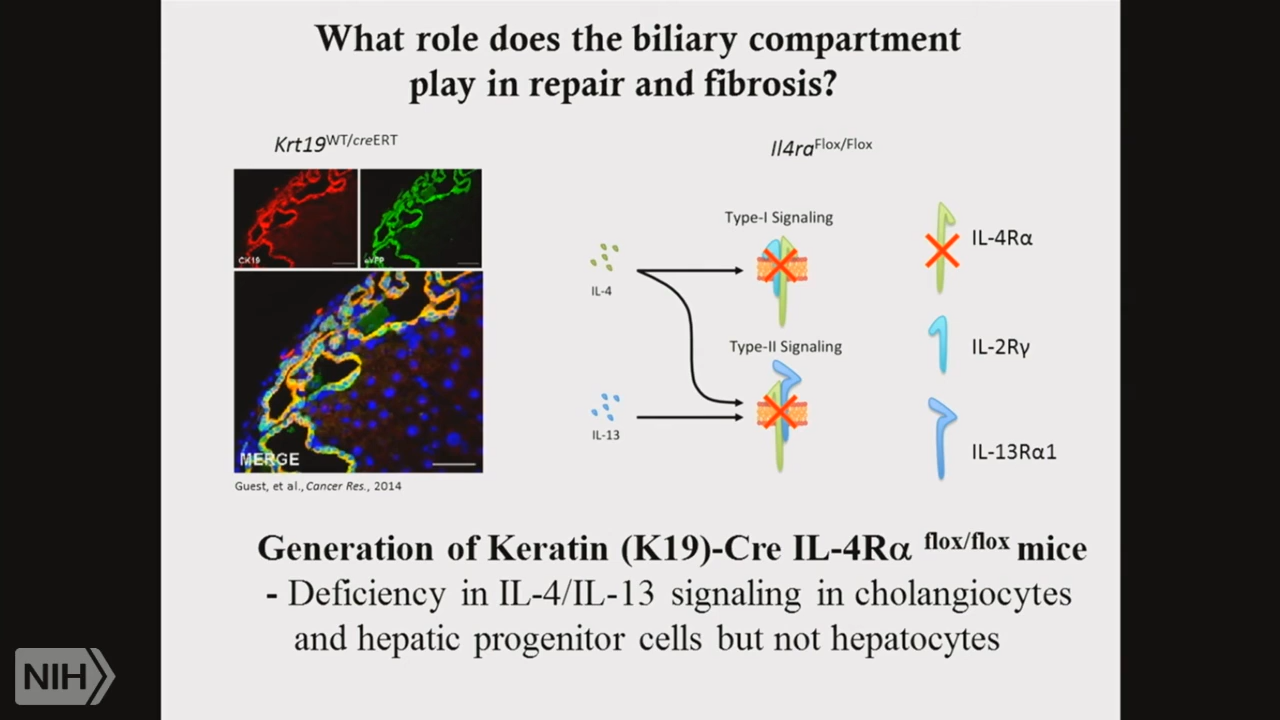 What role does the biliary compartment
play in repair and fibrosis?
Krt19WT/creERT
CK19
eYFP
MERGE
Guest, et al., Cancer Res., 2014
Il4raFlox/Flox
Type-I Signaling
IL-4
Type-II Signaling
IL-13
IL-4Rα
IL-2Rγ
IL-13Rα1
Generation of Keratin (K19)-Cre IL-4Rα flox/flox mice
- Deficiency in IL-4/IL-13 signaling in cholangiocytes
and hepatic progenitor cells but not hepatocytes
NIH